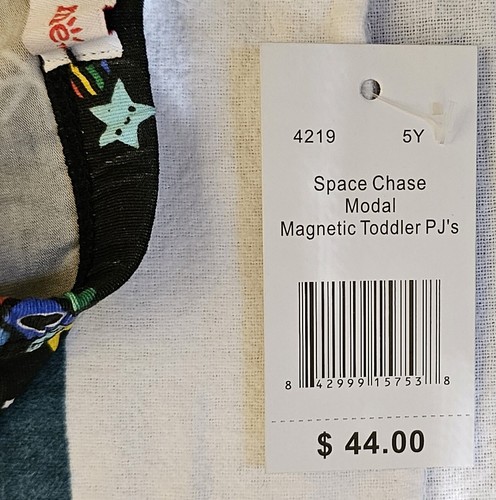 4219 5Y
Space Chase
Modal
Magnetic Toddler PJ's
8 42999 15753 8
$ 44.00